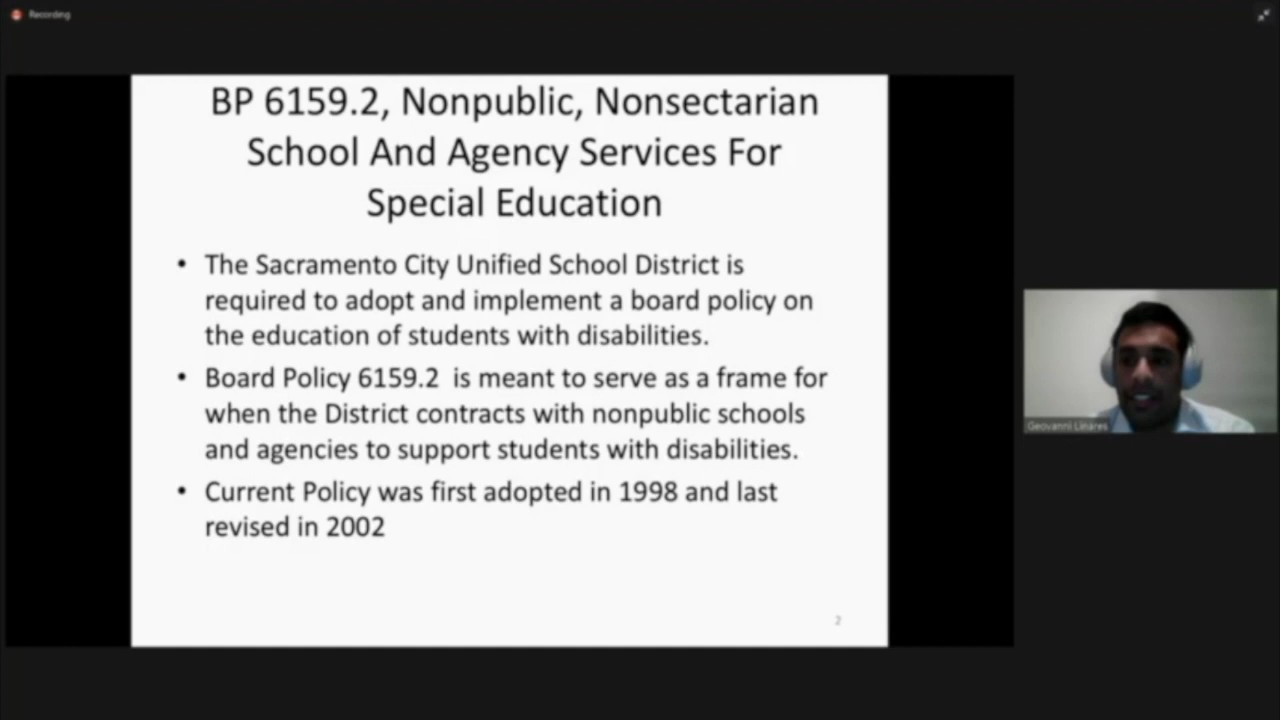 Recording
BP 6159.2, Nonpublic, Nonsectarian
School And Agency Services For
Special Education
• The Sacramento City Unified School District is
required to adopt and implement a board policy on
the education of students with disabilities.
• Board Policy 6159.2 is meant to serve as a frame for
when the District contracts with nonpublic schools
and agencies to support students with disabilities.
• Current Policy was first adopted in 1998 and last
revised in 2002
2
Geovanni Linares